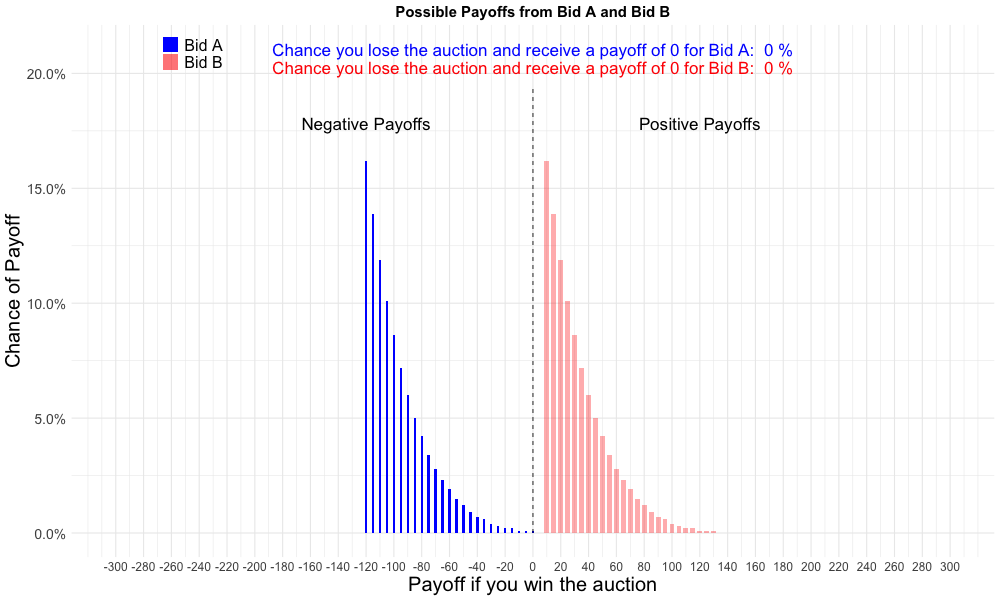 Possible Payoffs from Bid A and Bid B
Bid A
Bid B
Chance you lose the auction and receive a payoff of 0 for Bid A:  0 %
Chance you lose the auction and receive a payoff of 0 for Bid B:  0 %
Negative Payoffs
Positive Payoffs
Chance of Payoff
20.0%
15.0%
10.0%
5.0%
0.0%
-300 -280 -260 -240 -220 -200 -180 -160 -140 -120 -100 -80 -60 -40 -20 0 20 40 60 80 100 120 140 160 180 200 220 240 260 280 300
Payoff if you win the auction